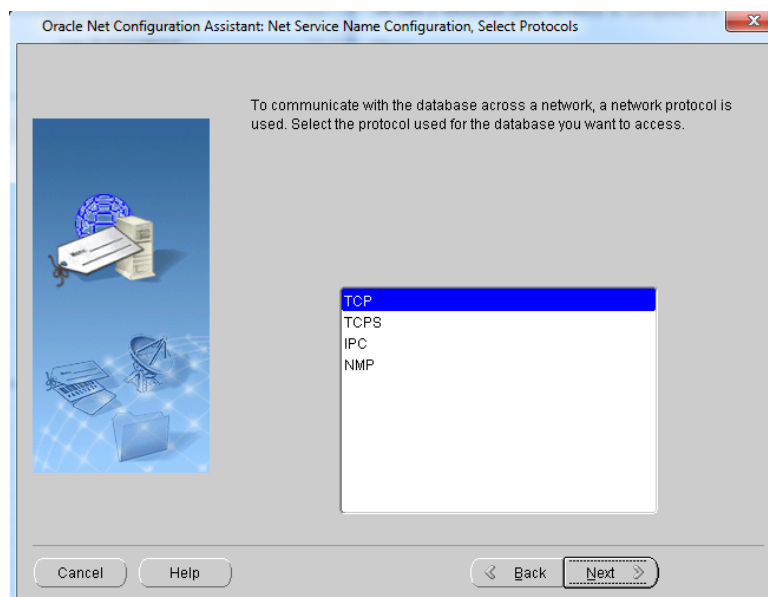 Oracle Net Configuration Assistant: Net Service Name Configuration, Select Protocols
To communicate with the database across a network, a network protocol is
used. Select the protocol used for the database you want to access.
TCP
TCPS
IPC
NMP
Cancel
Help
Back
Next